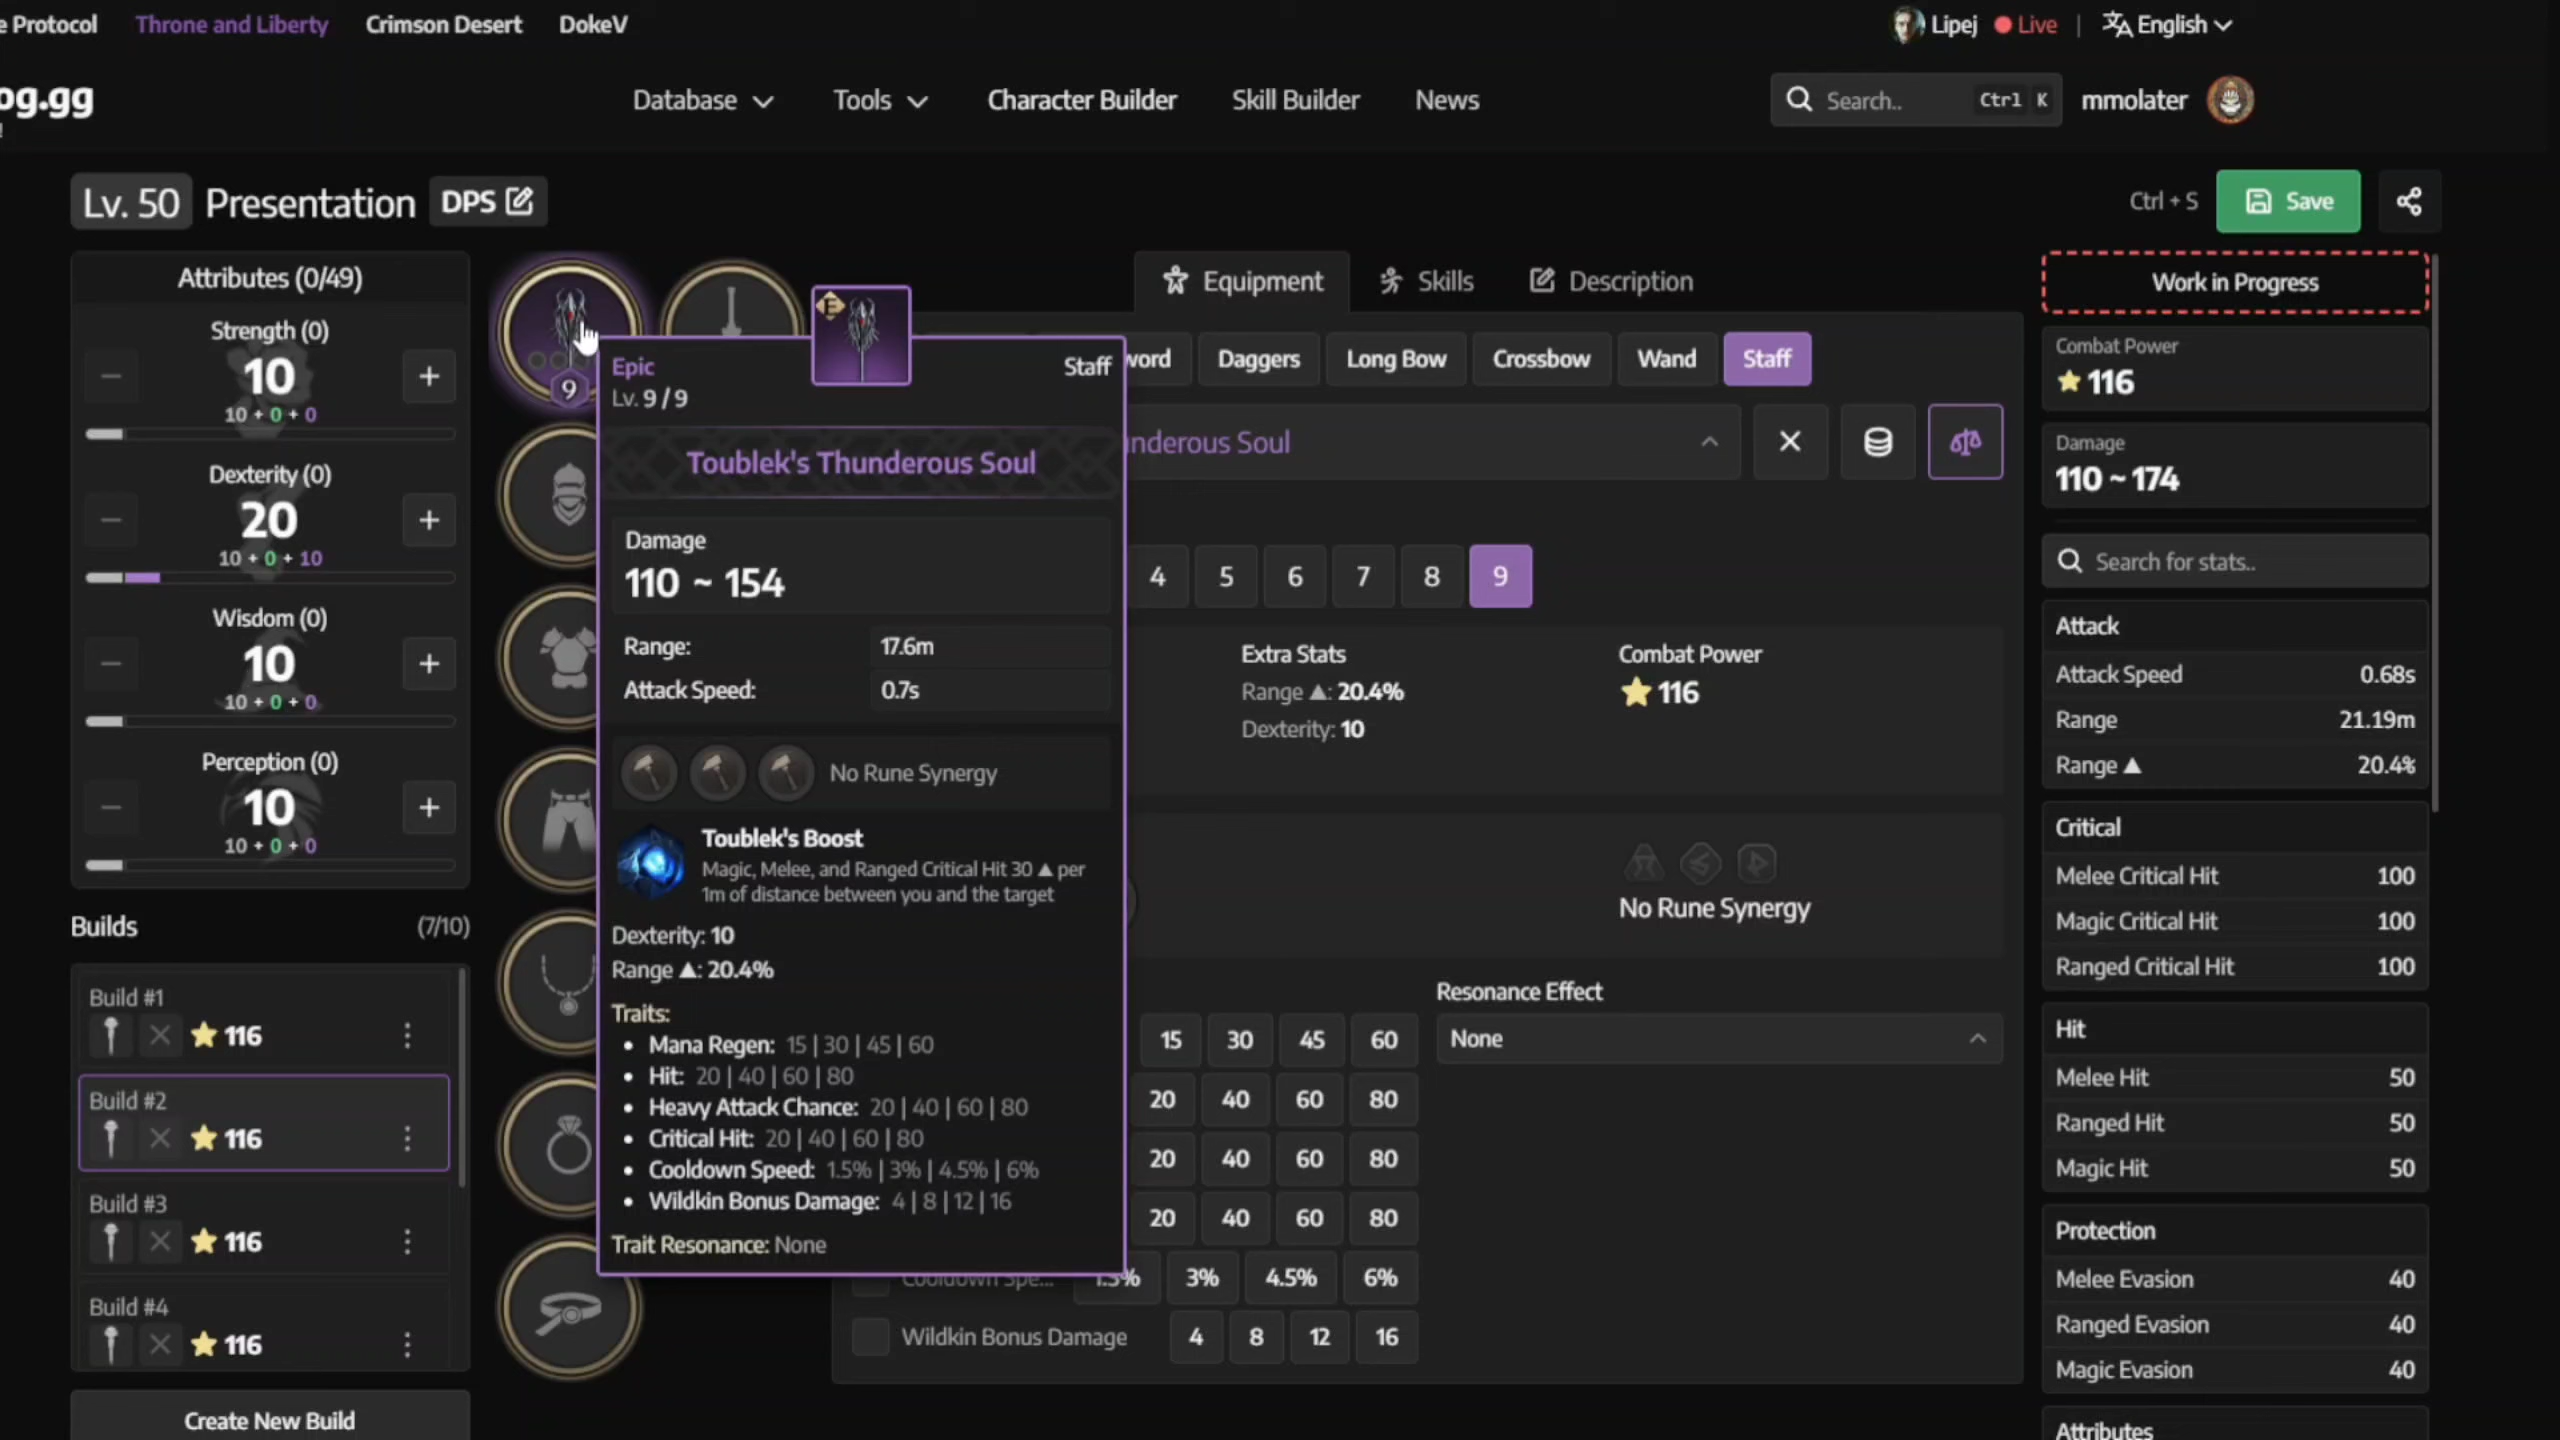 e Protocol
Throne and Liberty
Crimson Desert
DokeV
Lipej
Live
English
og.gg
Database
Tools
Character Builder
Skill Builder
News
Search..
Ctrl K
mmolater
Lv. 50
Presentation
DPS
Ctrl + S
Save
Attributes (0/49)
Strength (0)
10
10 + 0 + 0
Dexterity (0)
20
10 + 0 + 10
Wisdom (0)
10
10 + 0 + 0
Perception (0)
10
10 + 0 + 0
Builds
(7/10)
Build #1
116
Build #2
116
Build #3
116
Build #4
116
Create New Build
9
Epic
Staff
Lv. 9 / 9
Toublek's Thunderous Soul
Damage
110 ~ 154
Range: 17.6m
Attack Speed: 0.7s
No Rune Synergy
Toublek's Boost
Magic, Melee, and Ranged Critical Hit 30 ▲ per
1m of distance between you and the target
Dexterity: 10
Range ▲: 20.4%
Traits:
• Mana Regen: 15 | 30 | 45 | 60
• Hit: 20 | 40 | 60 | 80
• Heavy Attack Chance: 20 | 40 | 60 | 80
• Critical Hit: 20 | 40 | 60 | 80
• Cooldown Speed: 1.5% | 3% | 4.5% | 6%
• Wildkin Bonus Damage: 4 | 8 | 12 | 16
Trait Resonance: None
Equipment
Skills
Description
word
Daggers
Long Bow
Crossbow
Wand
Staff
nderous Soul
4 5 6 7 8 9
Extra Stats
Range ▲: 20.4%
Dexterity: 10
Combat Power
116
No Rune Synergy
Resonance Effect
None
15 30 45 60
20 40 60 80
20 40 60 80
20 40 60 80
Cooldown Spe... 1.5% 3% 4.5% 6%
Wildkin Bonus Damage 4 8 12 16
Work in Progress
Combat Power
116
Damage
110 ~ 174
Search for stats..
Attack
Attack Speed 0.68s
Range 21.19m
Range ▲ 20.4%
Critical
Melee Critical Hit 100
Magic Critical Hit 100
Ranged Critical Hit 100
Hit
Melee Hit 50
Ranged Hit 50
Magic Hit 50
Protection
Melee Evasion 40
Ranged Evasion 40
Magic Evasion 40
Attributes